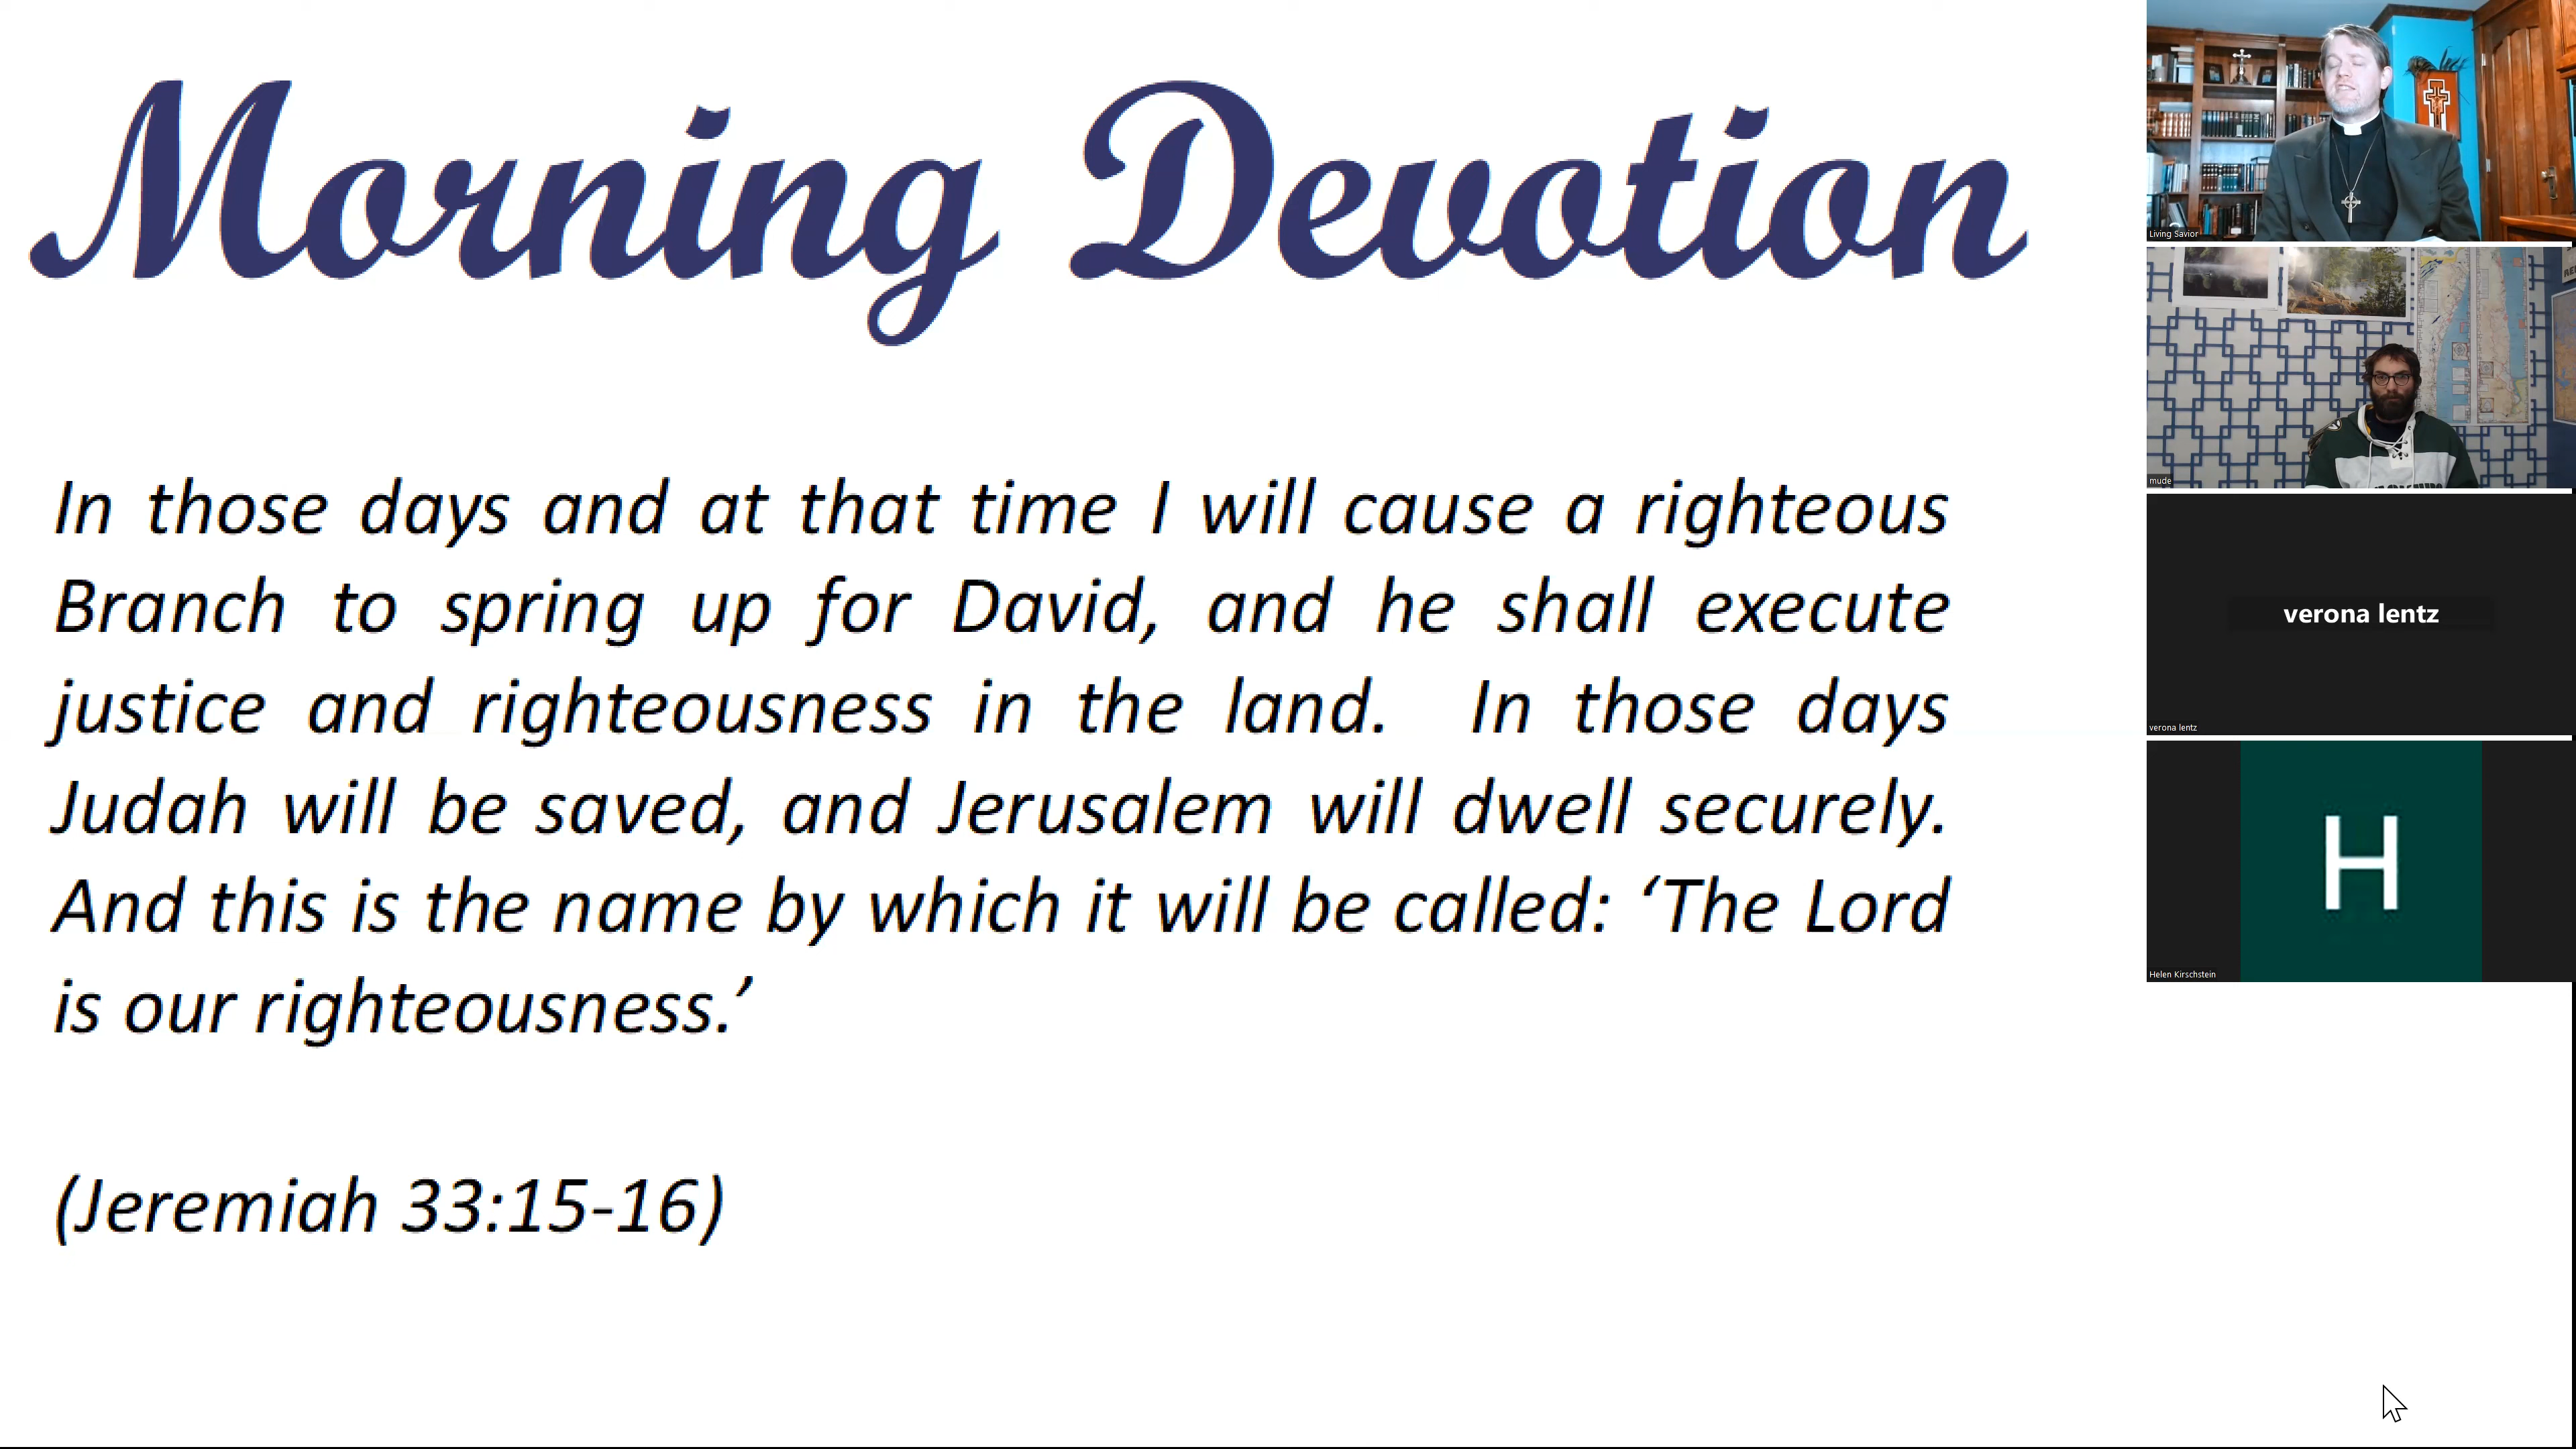 Morning Devotion
In those days and at that time I will cause a righteous
Branch to spring up for David, and he shall execute
justice and righteousness in the land.  In those days
Judah will be saved, and Jerusalem will dwell securely.
And this is the name by which it will be called: ‘The Lord
is our righteousness.’
(Jeremiah 33:15-16)
Living Savior
mude
verona lentz
verona lentz
H
Helen Kirschstein